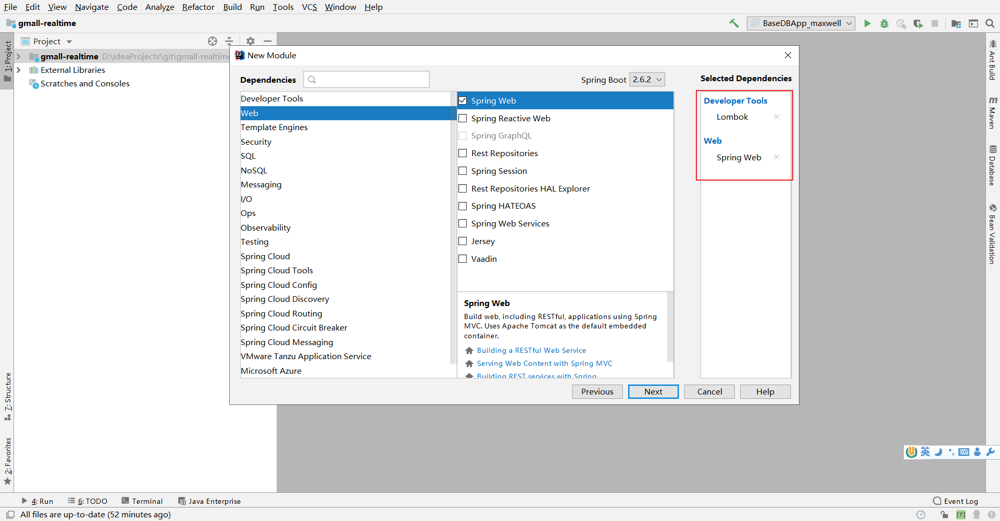 File Edit View Navigate Code Analyze Refactor Build Run Tools VCS Window Help
gmall-realtime
BaseDBApp_maxwell
1: Project
Project
gmall-realtime D:\IdeaProjects\git\gmall-realtime
External Libraries
Scratches and Consoles
New Module
Dependencies
Spring Boot 2.6.2
Selected Dependencies
Developer Tools
Web
Template Engines
Security
SQL
NoSQL
Messaging
I/O
Ops
Observability
Testing
Spring Cloud
Spring Cloud Tools
Spring Cloud Config
Spring Cloud Discovery
Spring Cloud Routing
Spring Cloud Circuit Breaker
Spring Cloud Messaging
VMware Tanzu Application Service
Microsoft Azure
Spring Web
Spring Reactive Web
Spring GraphQL
Rest Repositories
Spring Session
Rest Repositories HAL Explorer
Spring HATEOAS
Spring Web Services
Jersey
Vaadin
Spring Web
Build web, including RESTful, applications using Spring
MVC. Uses Apache Tomcat as the default embedded
container.
Building a RESTful Web Service
Serving Web Content with Spring MVC
Building REST services with Spring
Developer Tools
Lombok
Web
Spring Web
Previous Next Cancel Help
Ant Build
Maven
Database
Bean Validation
7: Structure
2: Favorites
英
4: Run 6: TODO Terminal Java Enterprise
Event Log
All files are up-to-date (52 minutes ago)
[T]